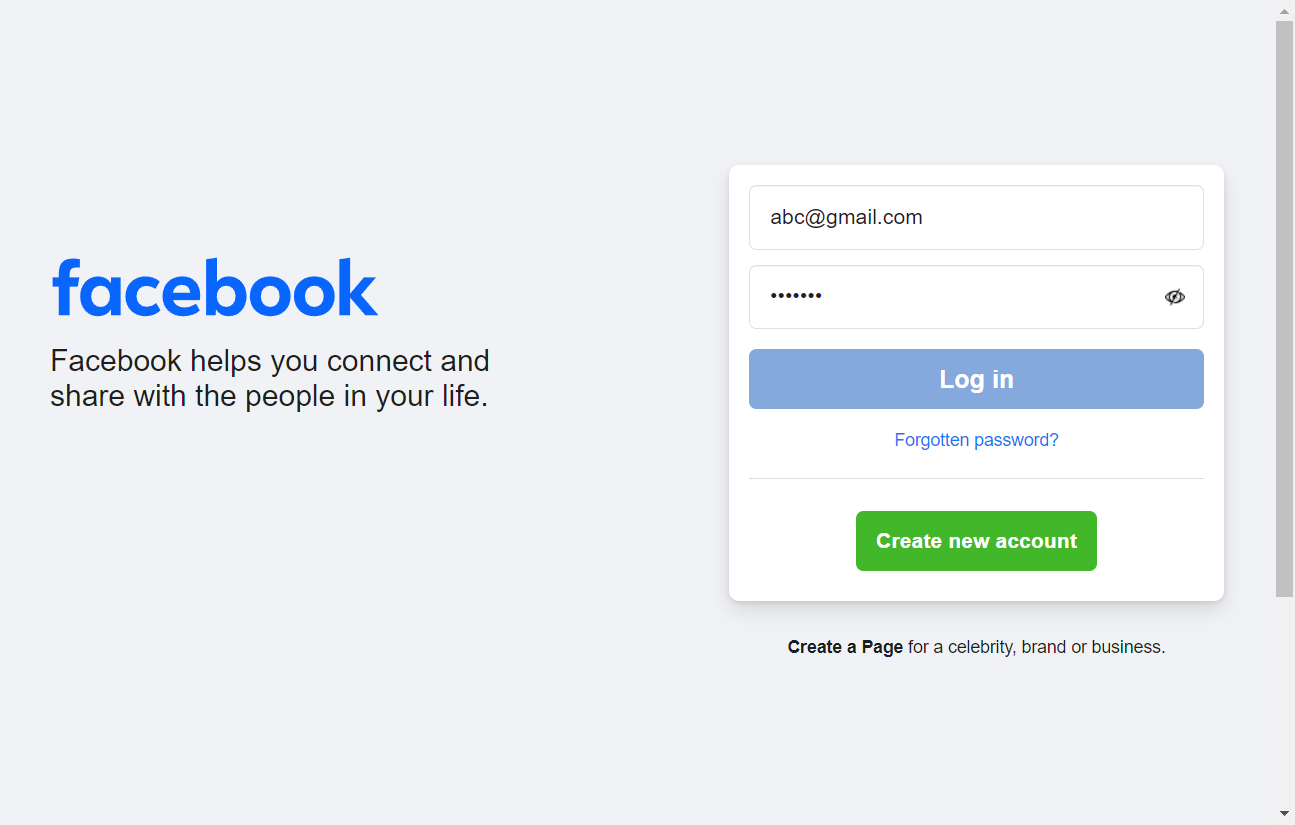 facebook
Facebook helps you connect and
share with the people in your life.
abc@gmail.com
•••••••
Log in
Forgotten password?
Create new account
Create a Page for a celebrity, brand or business.